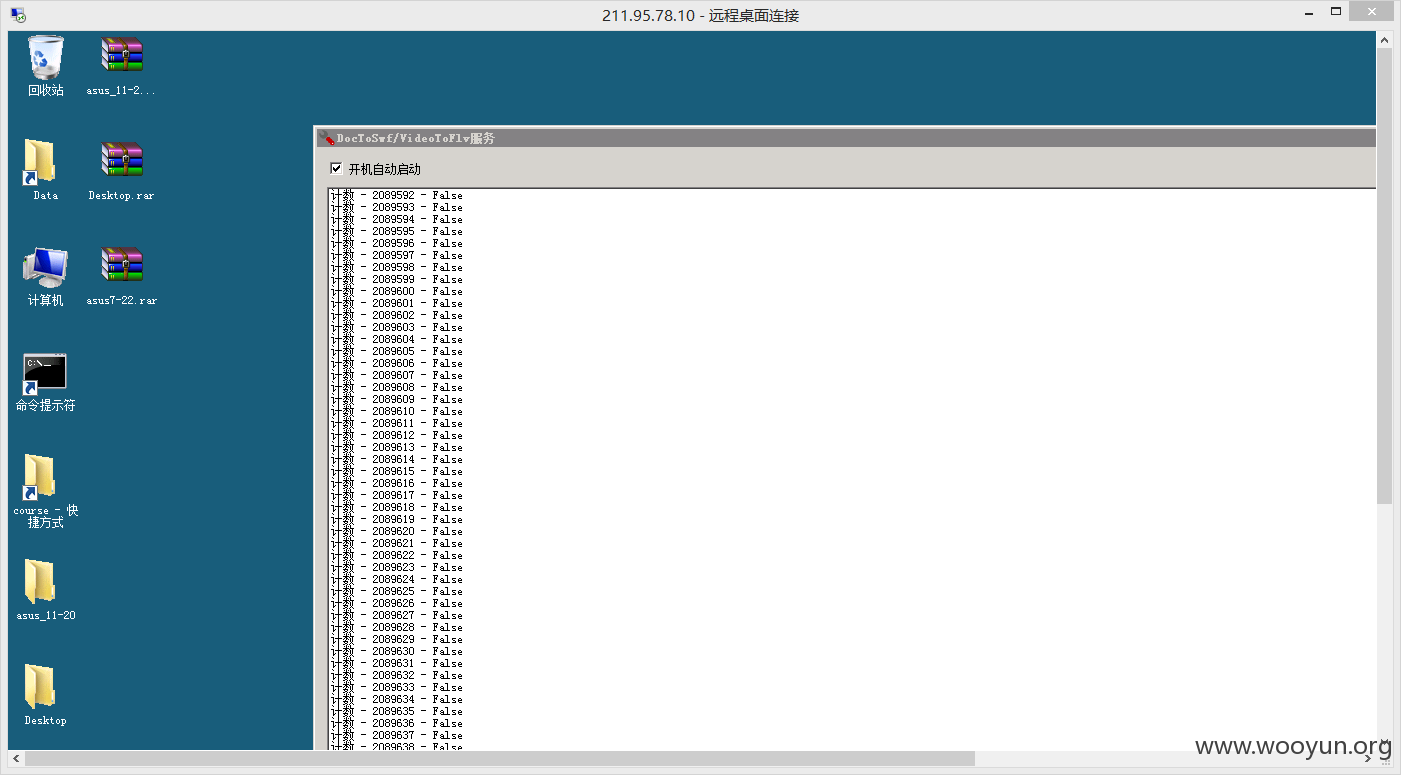 211.95.78.10 - 远程桌面连接
回收站
asus_11-2...
DocToSwf/VideoToFlv服务
开机自动启动
Data
Desktop.rar
计算机
asus7-22.rar
命令提示符
course - 快
捷方式
asus_11-20
Desktop
计数 - 2089592 - False
计数 - 2089593 - False
计数 - 2089594 - False
计数 - 2089595 - False
计数 - 2089596 - False
计数 - 2089597 - False
计数 - 2089598 - False
计数 - 2089599 - False
计数 - 2089600 - False
计数 - 2089601 - False
计数 - 2089602 - False
计数 - 2089603 - False
计数 - 2089604 - False
计数 - 2089605 - False
计数 - 2089606 - False
计数 - 2089607 - False
计数 - 2089608 - False
计数 - 2089609 - False
计数 - 2089610 - False
计数 - 2089611 - False
计数 - 2089612 - False
计数 - 2089613 - False
计数 - 2089614 - False
计数 - 2089615 - False
计数 - 2089616 - False
计数 - 2089617 - False
计数 - 2089618 - False
计数 - 2089619 - False
计数 - 2089620 - False
计数 - 2089621 - False
计数 - 2089622 - False
计数 - 2089623 - False
计数 - 2089624 - False
计数 - 2089625 - False
计数 - 2089626 - False
计数 - 2089627 - False
计数 - 2089628 - False
计数 - 2089629 - False
计数 - 2089630 - False
计数 - 2089631 - False
计数 - 2089632 - False
计数 - 2089633 - False
计数 - 2089634 - False
计数 - 2089635 - False
计数 - 2089636 - False
计数 - 2089637 - False
计数 - 2089638 - False
www.wooyun.org